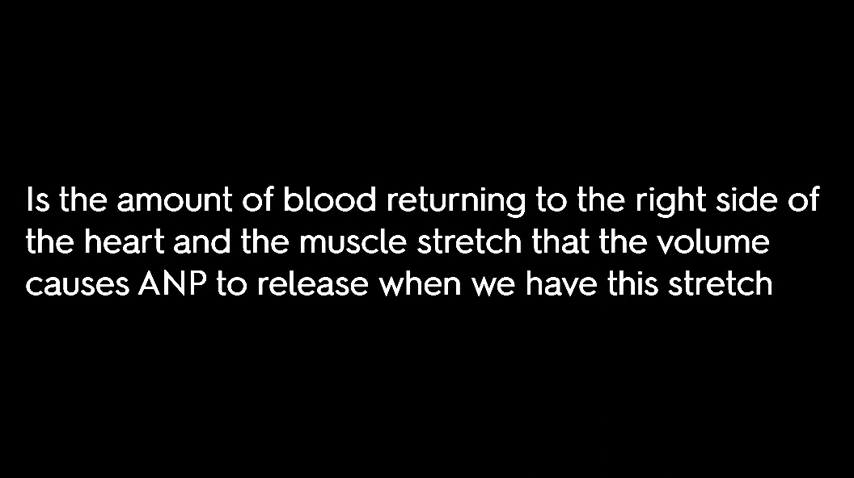 Is the amount of blood returning to the right side of
the heart and the muscle stretch that the volume
causes ANP to release when we have this stretch